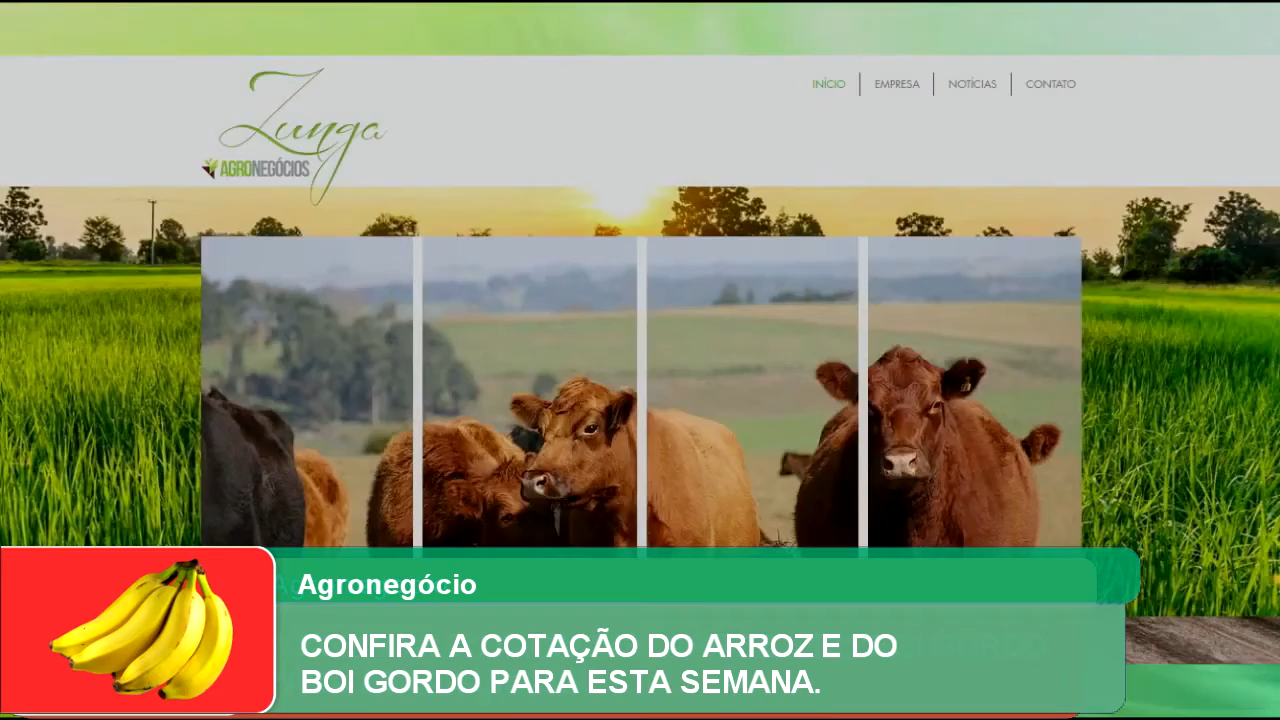 Zunga
AGRONEGÓCIOS
INÍCIO
EMPRESA
NOTÍCIAS
CONTATO
Agronegócio
CONFIRA A COTAÇÃO DO ARROZ E DO
BOI GORDO PARA ESTA SEMANA.